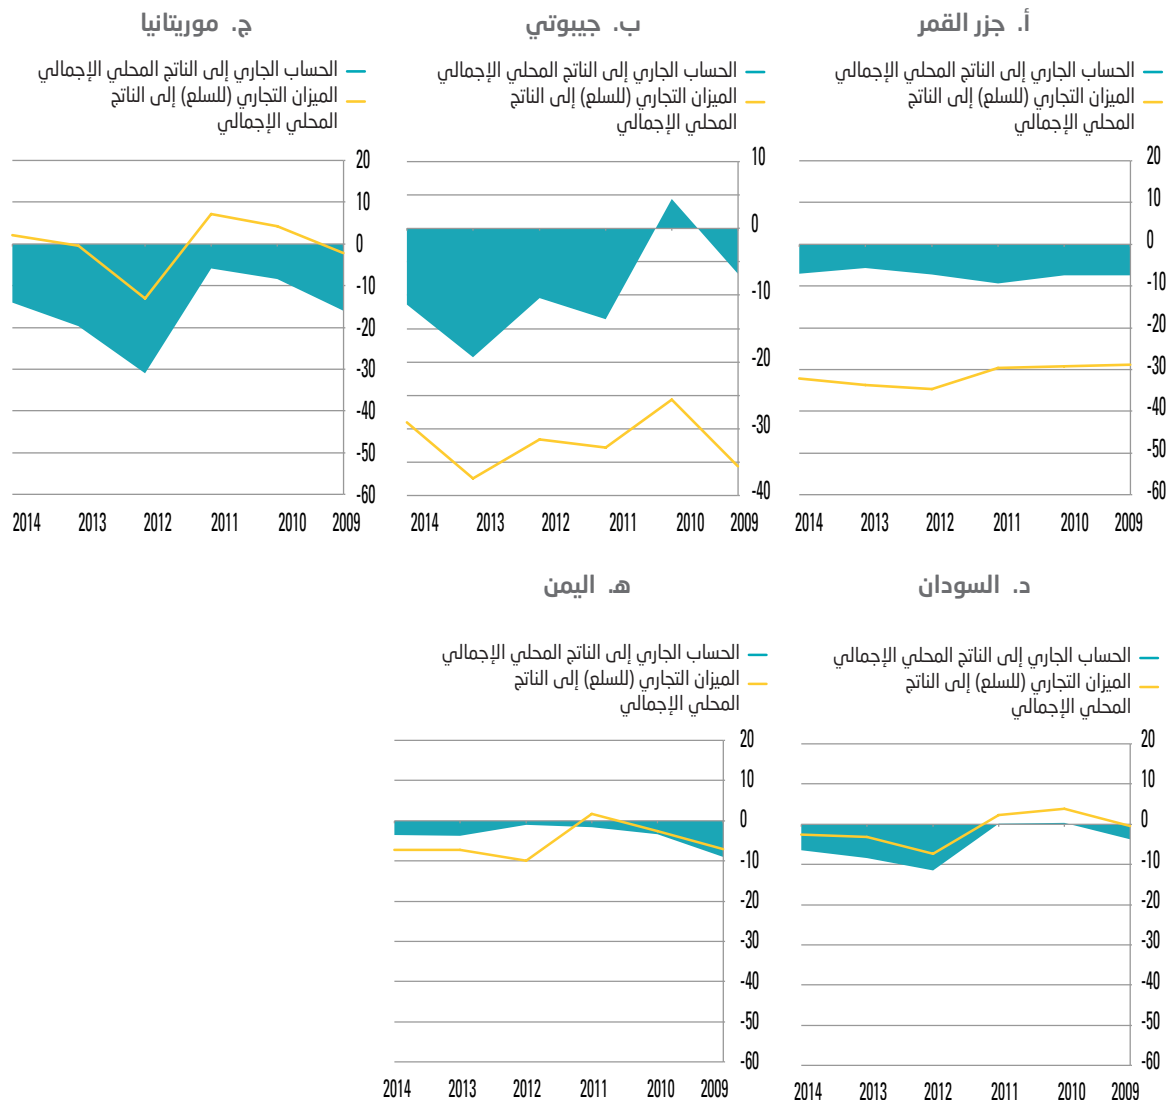 أ. جزر القمر
الحساب الجاري إلى الناتج المحلي الإجمالي
الميزان التجاري (للسلع) إلى الناتج
المحلي الإجمالي
20
10
0
-10
-20
-30
-40
-50
-60
2014 2013 2012 2011 2010 2009
ب. جيبوتي
الحساب الجاري إلى الناتج المحلي الإجمالي
الميزان التجاري (للسلع) إلى الناتج
المحلي الإجمالي
10
0
-10
-20
-30
-40
2014 2013 2012 2011 2010 2009
ج. موريتانيا
الحساب الجاري إلى الناتج المحلي الإجمالي
الميزان التجاري (للسلع) إلى الناتج
المحلي الإجمالي
20
10
0
-10
-20
-30
-40
-50
-60
2014 2013 2012 2011 2010 2009
د. السودان
الحساب الجاري إلى الناتج المحلي الإجمالي
الميزان التجاري (للسلع) إلى الناتج
المحلي الإجمالي
20
10
0
-10
-20
-30
-40
-50
-60
2014 2013 2012 2011 2010 2009
ه. اليمن
الحساب الجاري إلى الناتج المحلي الإجمالي
الميزان التجاري (للسلع) إلى الناتج
المحلي الإجمالي
20
10
0
-10
-20
-30
-40
-50
-60
2014 2013 2012 2011 2010 2009